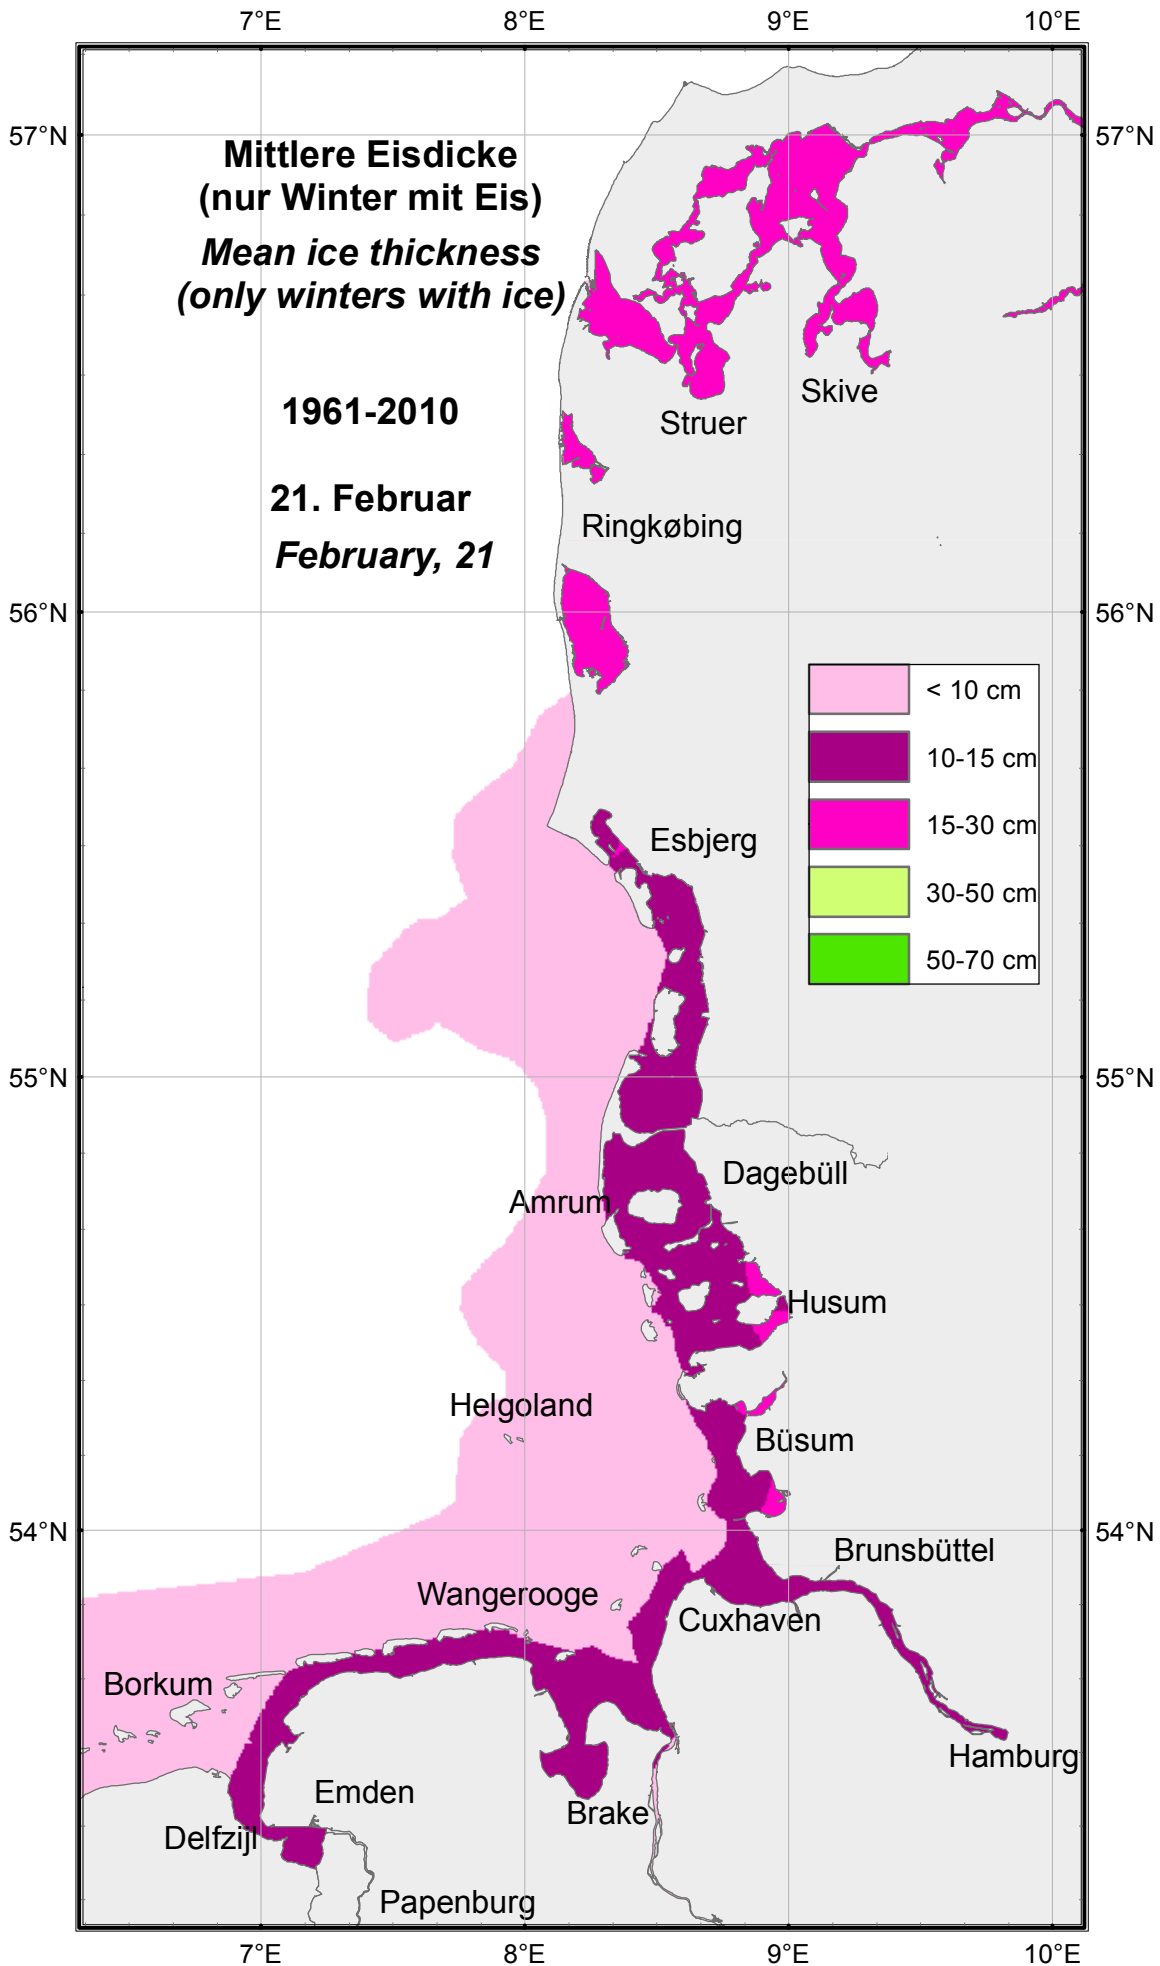 7°E 8°E 9°E 10°E
57°N 57°N
Mittlere Eisdicke
(nur Winter mit Eis)
Mean ice thickness
(only winters with ice)
Skive
1961-2010
Struer
21. Februar
Ringkøbing
February, 21
56°N 56°N
< 10 cm
10-15 cm
15-30 cm
30-50 cm
50-70 cm
Esbjerg
55°N 55°N
Dagebüll
Amrum
Husum
Helgoland
Büsum
54°N 54°N
Brunsbüttel
Wangerooge
Cuxhaven
Borkum
Hamburg
Emden
Brake
Delfzijl
Papenburg
7°E 8°E 9°E 10°E